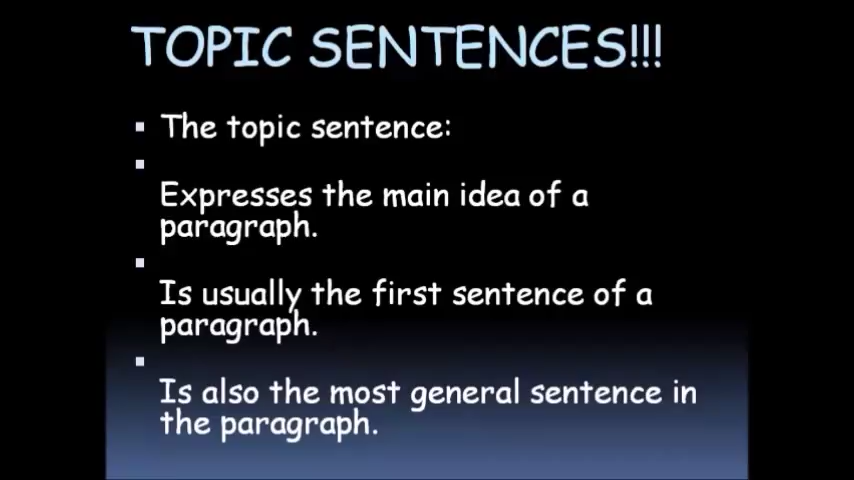 TOPIC SENTENCES!!!
▪ The topic sentence:
▪
Expresses the main idea of a
paragraph.
▪
Is usually the first sentence of a
paragraph.
▪
Is also the most general sentence in
the paragraph.